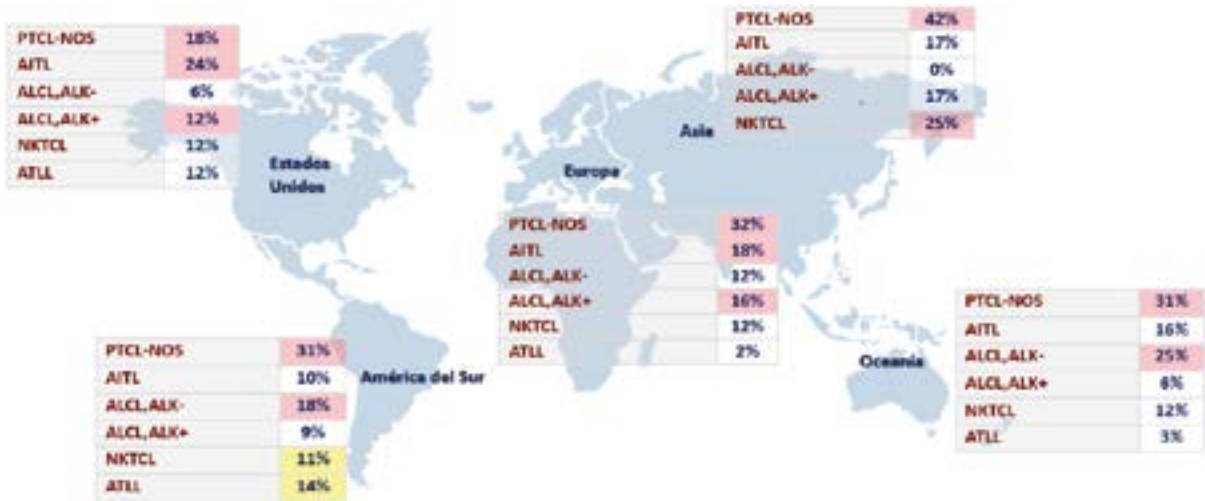 PTCL-NOS 18%
AITL 24%
ALCL,ALK- 6%
ALCL,ALK+ 12%
NKTCL 12%
ATLL 12%
Estados
Unidos
PTCL-NOS 42%
AITL 17%
ALCL,ALK- 0%
ALCL,ALK+ 17%
NKTCL 25%
Asia
Europa
PTCL-NOS 32%
AITL 18%
ALCL,ALK- 12%
ALCL,ALK+ 16%
NKTCL 12%
ATLL 2%
PTCL-NOS 31%
AITL 10%
ALCL,ALK- 18%
ALCL,ALK+ 9%
NKTCL 11%
ATLL 14%
América del Sur
Oceanía
PTCL-NOS 31%
AITL 16%
ALCL,ALK- 25%
ALCL,ALK+ 6%
NKTCL 12%
ATLL 3%